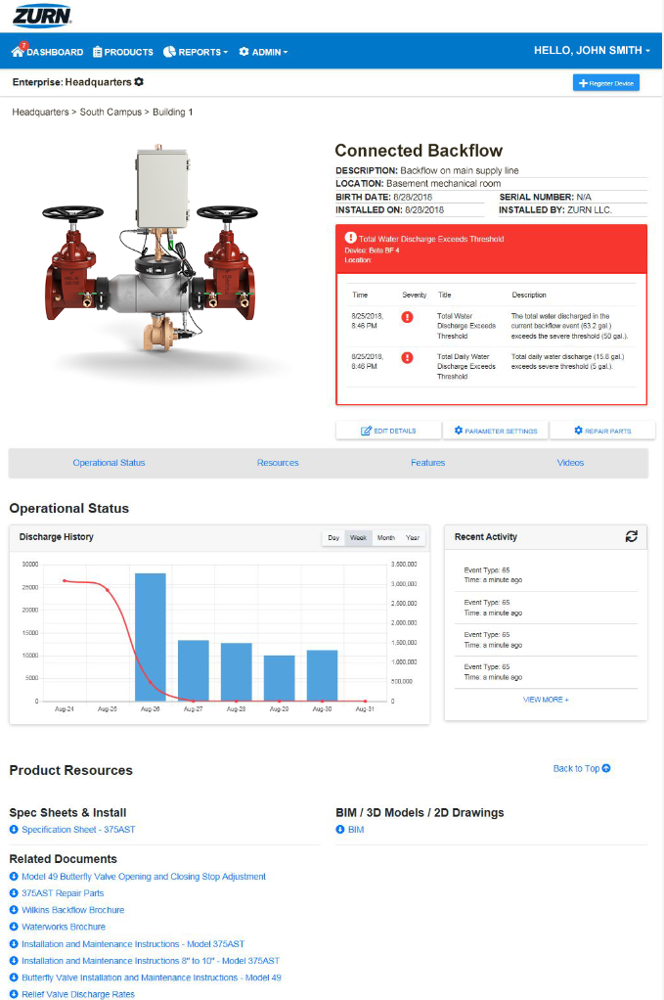 ZURN
7
DASHBOARD PRODUCTS REPORTS ADMIN HELLO, JOHN SMITH
Enterprise: Headquarters
Register Device
Headquarters > South Campus > Building 1
Connected Backflow
DESCRIPTION: Backflow on main supply line
LOCATION: Basement mechanical room
BIRTH DATE: 8/28/2018 SERIAL NUMBER: N/A
INSTALLED ON: 8/28/2018 INSTALLED BY: ZURN LLC.
Total Water Discharge Exceeds Threshold
Device: Beta BF 4
Location:
Time Severity Title Description
8/25/2018, 8:46 PM
Total Water Discharge Exceeds Threshold
The total water discharged in the current backflow event (63.2 gal.) exceeds the severe threshold (50 gal.).
8/25/2018, 8:46 PM
Total Daily Water Discharge Exceeds Threshold
Total daily water discharge (15.8 gal.) exceeds severe threshold (5 gal.).
EDIT DETAILS PARAMETER SETTINGS REPAIR PARTS
Operational Status Resources Features Videos
Operational Status
Discharge History
Day Week Month Year
30000
25000
20000
15000
10000
5000
0
3,500,000
3,000,000
2,500,000
2,000,000
1,500,000
1,000,000
500,000
0
Aug-24 Aug-25 Aug-26 Aug-27 Aug-28 Aug-29 Aug-30 Aug-31
Recent Activity
Event Type: 65
Time: a minute ago
Event Type: 65
Time: a minute ago
Event Type: 65
Time: a minute ago
Event Type: 65
Time: a minute ago
VIEW MORE +
Product Resources
Back to Top
Spec Sheets & Install
Specification Sheet - 375AST
BIM / 3D Models / 2D Drawings
BIM
Related Documents
Model 49 Butterfly Valve Opening and Closing Stop Adjustment
375AST Repair Parts
Wilkins Backflow Brochure
Waterworks Brochure
Installation and Maintenance Instructions - Model 375AST
Installation and Maintenance Instructions 8" to 10" - Model 375AST
Butterfly Valve Installation and Maintenance Instructions - Model 49
Relief Valve Discharge Rates